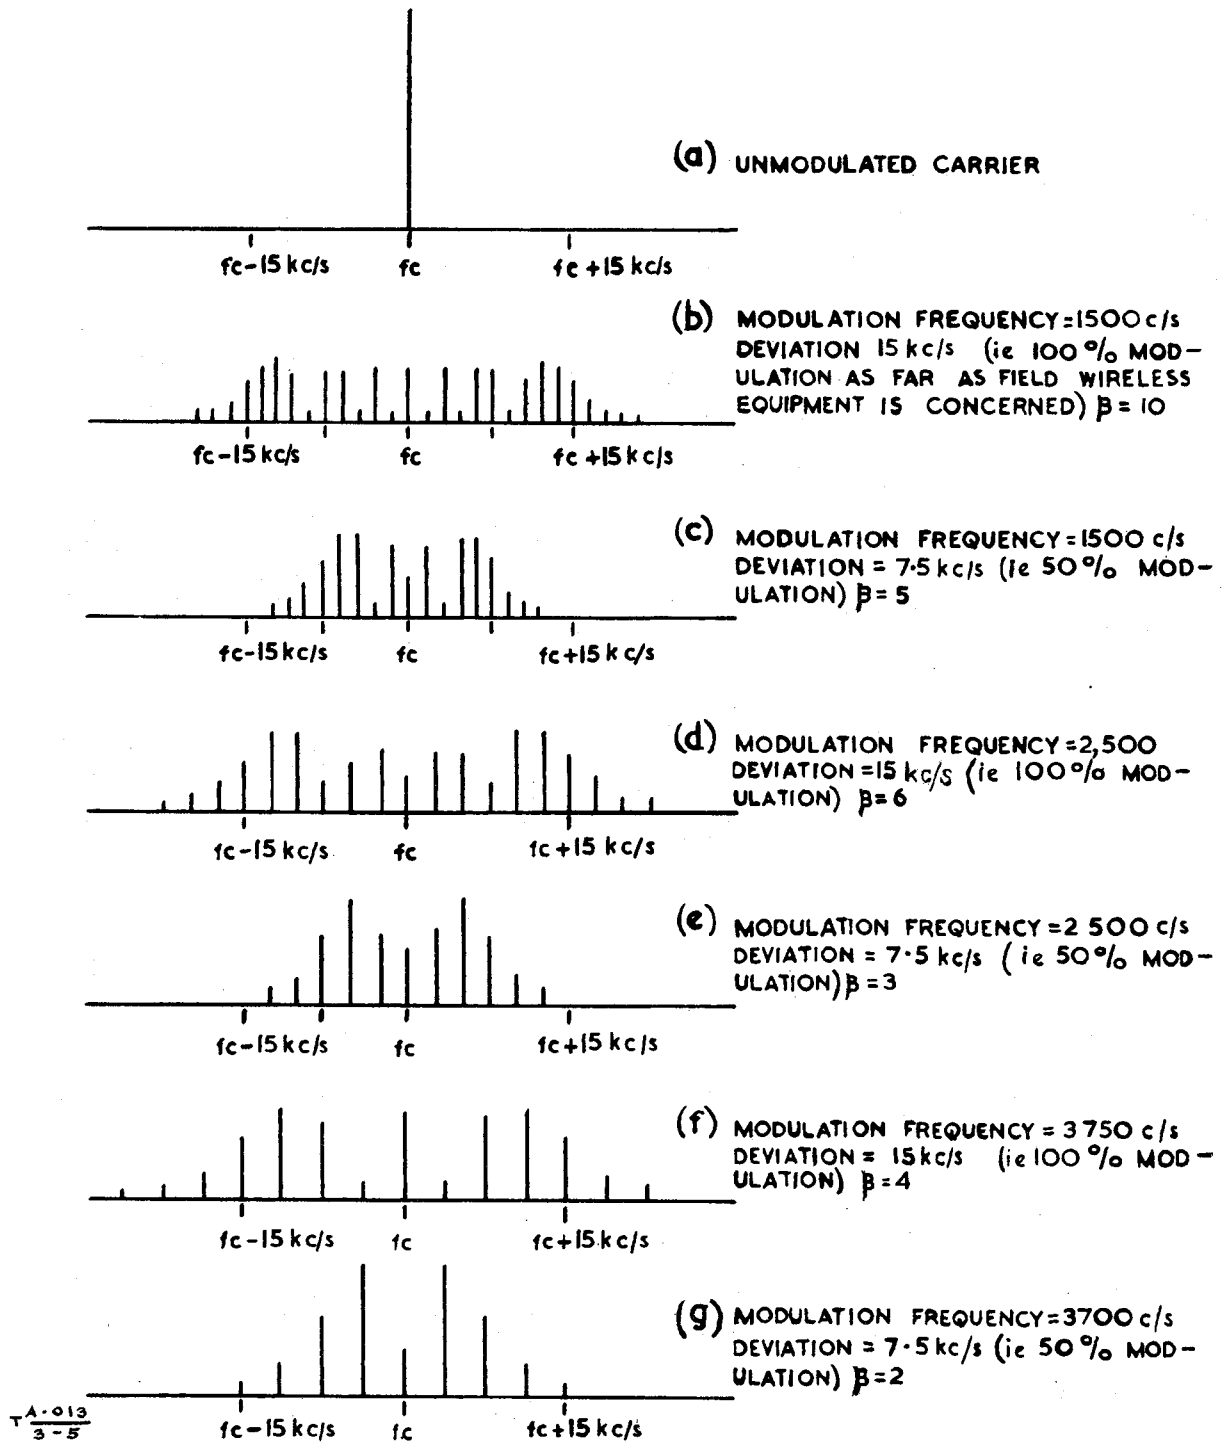 (a) UNMODULATED CARRIER
fc-15 kc/s fc fc+15 kc/s
(b) MODULATION FREQUENCY=1500 c/s
DEVIATION 15 kc/s (ie 100% MOD-
ULATION AS FAR AS FIELD WIRELESS
EQUIPMENT IS CONCERNED) β=10
fc-15 kc/s fc fc+15 kc/s
(c) MODULATION FREQUENCY=1500 c/s
DEVIATION = 7·5 kc/s (ie 50% MOD-
ULATION) β=5
fc-15 kc/s fc fc+15 kc/s
(d) MODULATION FREQUENCY=2,500
DEVIATION=15 kc/s (ie 100% MOD-
ULATION) β=6
fc-15 kc/s fc fc+15 kc/s
(e) MODULATION FREQUENCY=2 500 c/s
DEVIATION = 7·5 kc/s (ie 50% MOD-
ULATION) β=3
fc-15 kc/s fc fc+15 kc/s
(f) MODULATION FREQUENCY=3 750 c/s
DEVIATION = 15 kc/s (ie 100% MOD-
ULATION) β=4
fc-15 kc/s fc fc+15 kc/s
(g) MODULATION FREQUENCY=3700 c/s
DEVIATION = 7·5 kc/s (ie 50% MOD-
ULATION) β=2
T A·013
3-5
fc-15 kc/s fc fc+15 kc/s